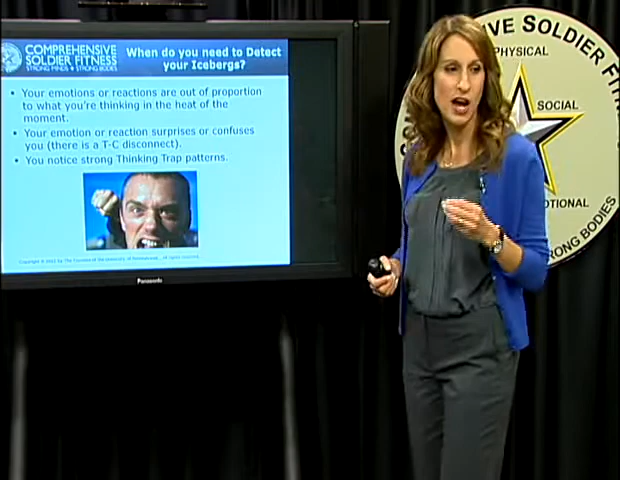 COMPREHENSIVE
SOLDIER FITNESS
STRONG MINDS ★ STRONG BODIES
When do you need to Detect
your Icebergs?
• Your emotions or reactions are out of proportion
to what you're thinking in the heat of the
moment.
• Your emotion or reaction surprises or confuses
you (there is a T-C disconnect).
• You notice strong Thinking Trap patterns.
Panasonic
SOLDIER
PHYSICAL
SOCIAL
STRONG BODIES